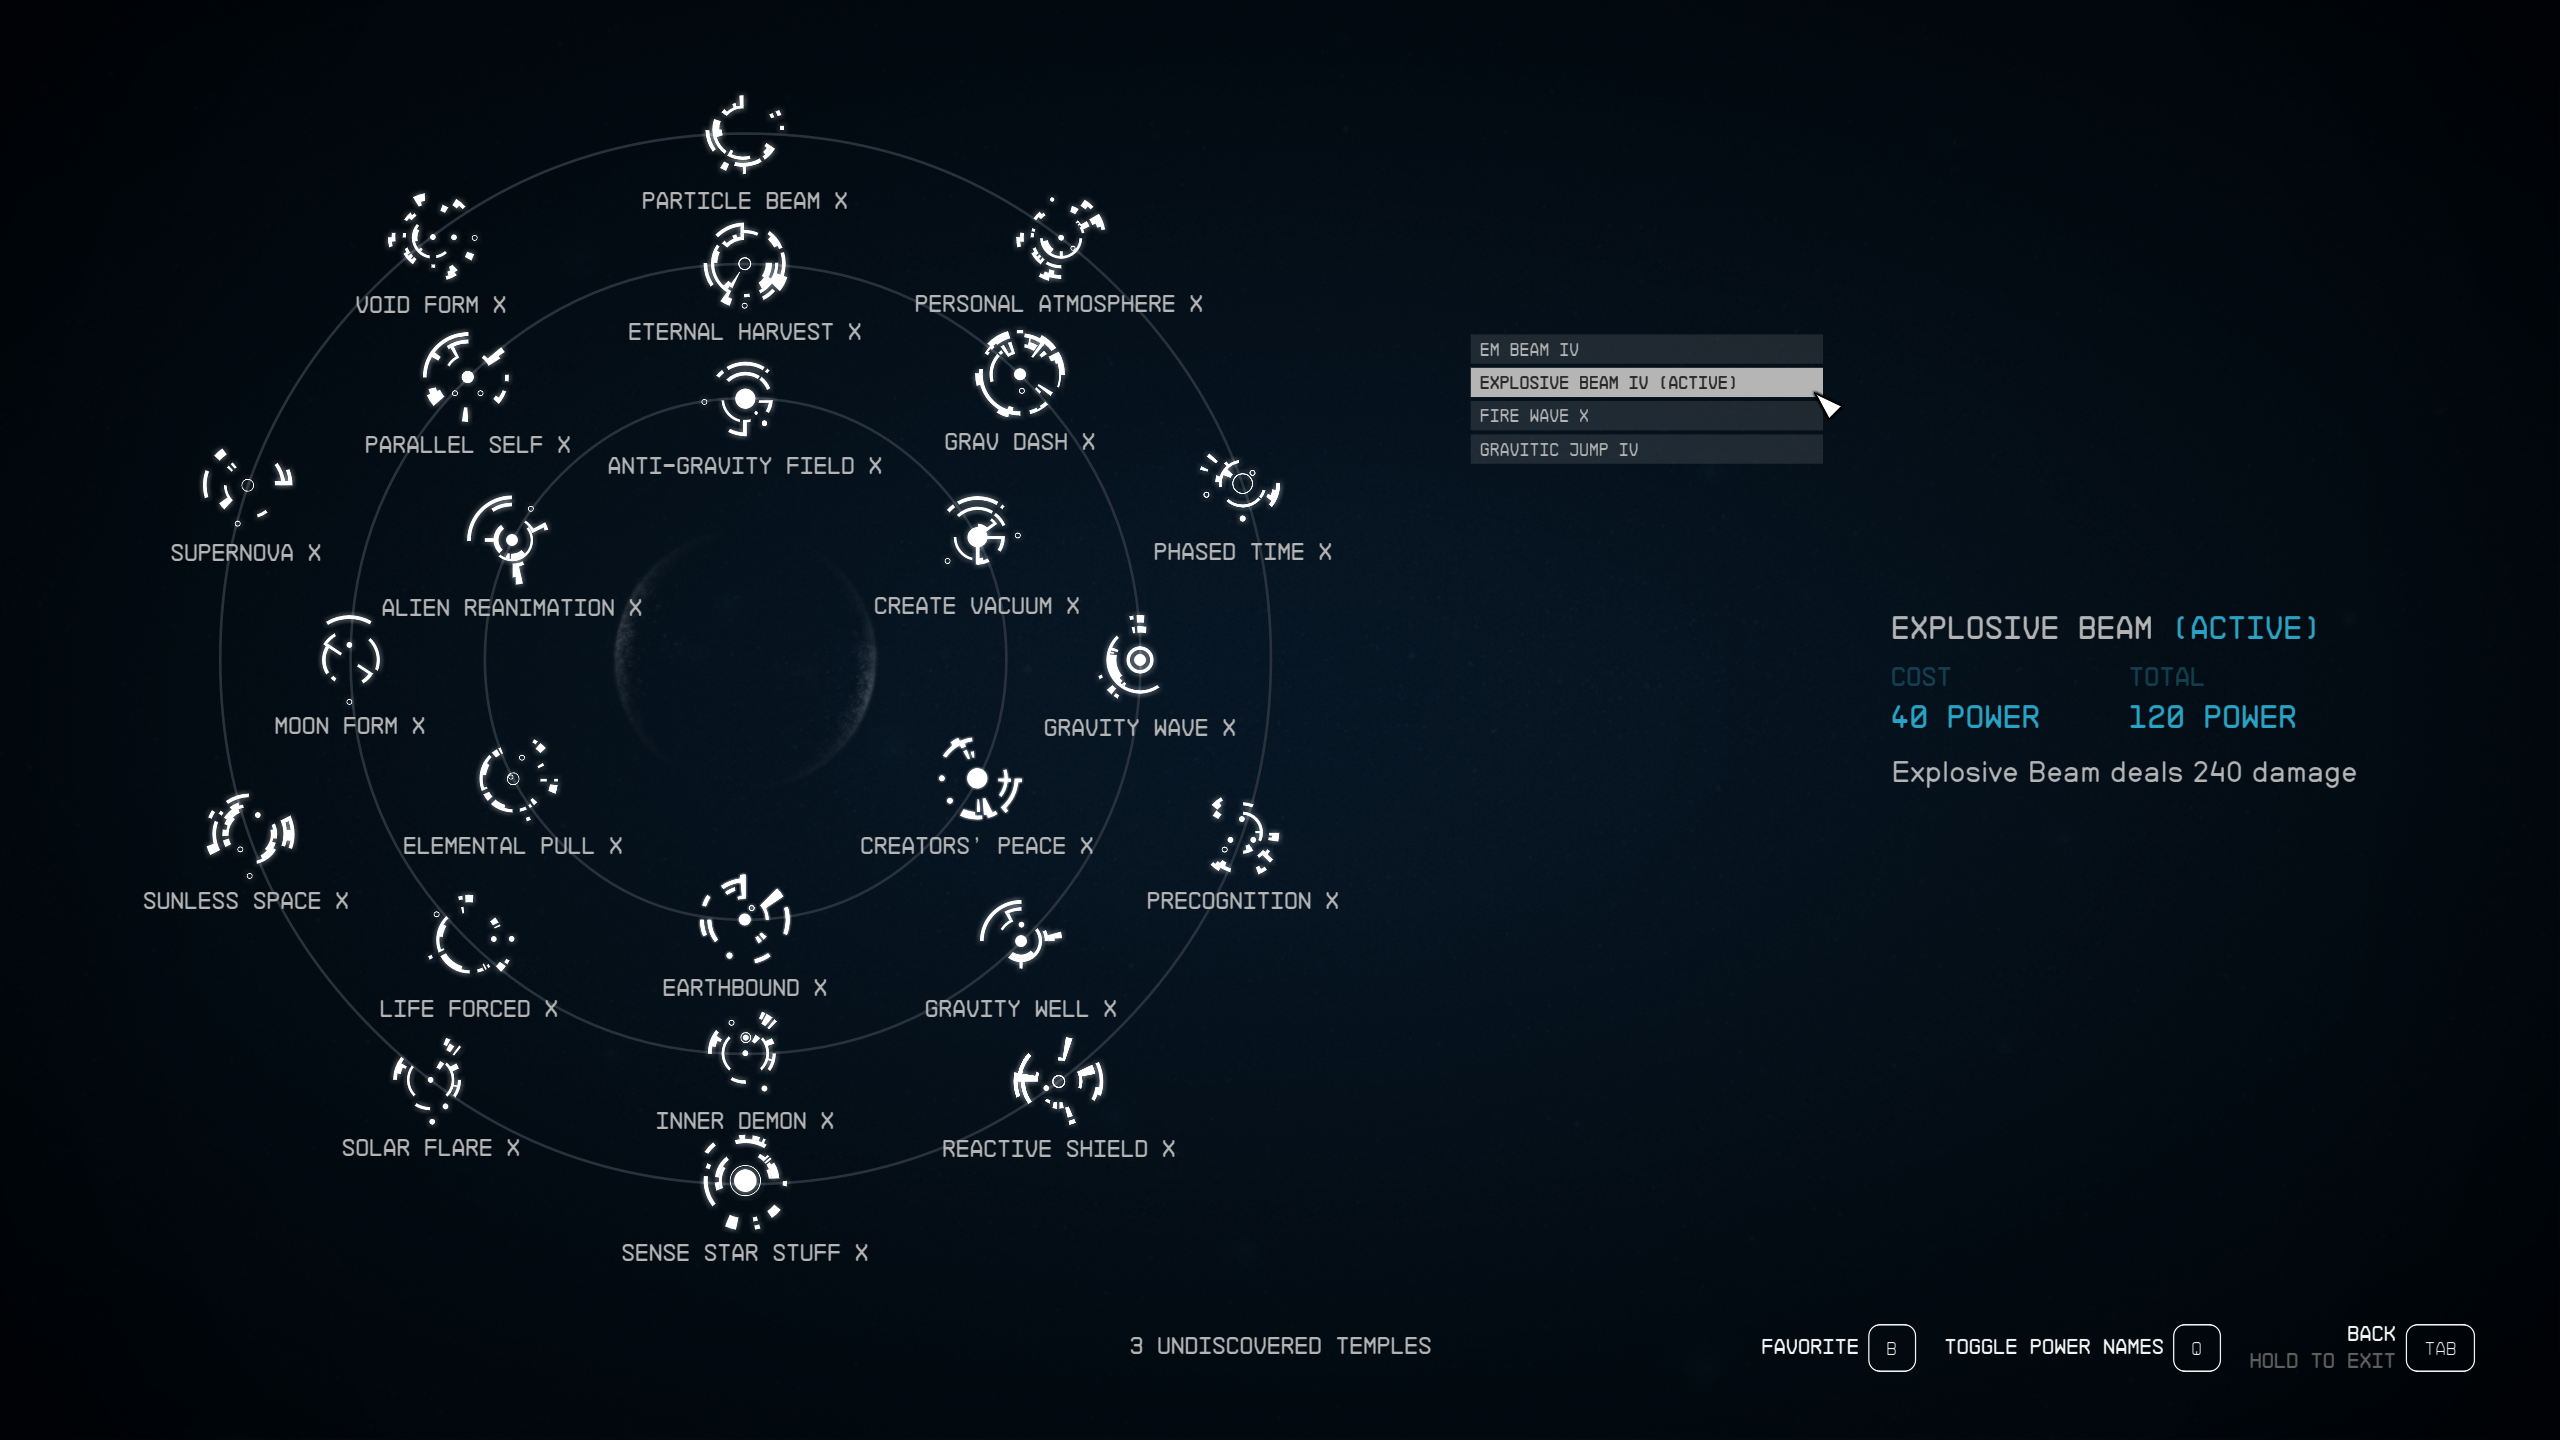 PARTICLE BEAM X
VOID FORM X
PERSONAL ATMOSPHERE X
ETERNAL HARVEST X
PARALLEL SELF X
GRAV DASH X
ANTI-GRAVITY FIELD X
SUPERNOVA X
PHASED TIME X
ALIEN REANIMATION X
CREATE VACUUM X
MOON FORM X
GRAVITY WAVE X
ELEMENTAL PULL X
CREATORS' PEACE X
SUNLESS SPACE X
PRECOGNITION X
EARTHBOUND X
LIFE FORCED X
GRAVITY WELL X
INNER DEMON X
SOLAR FLARE X
REACTIVE SHIELD X
SENSE STAR STUFF X
EM BEAM IV
EXPLOSIVE BEAM IV (ACTIVE)
FIRE WAVE X
GRAVITIC JUMP IV
EXPLOSIVE BEAM (ACTIVE)
COST TOTAL
40 POWER 120 POWER
Explosive Beam deals 240 damage
3 UNDISCOVERED TEMPLES
FAVORITE B
TOGGLE POWER NAMES Q
BACK
HOLD TO EXIT
TAB